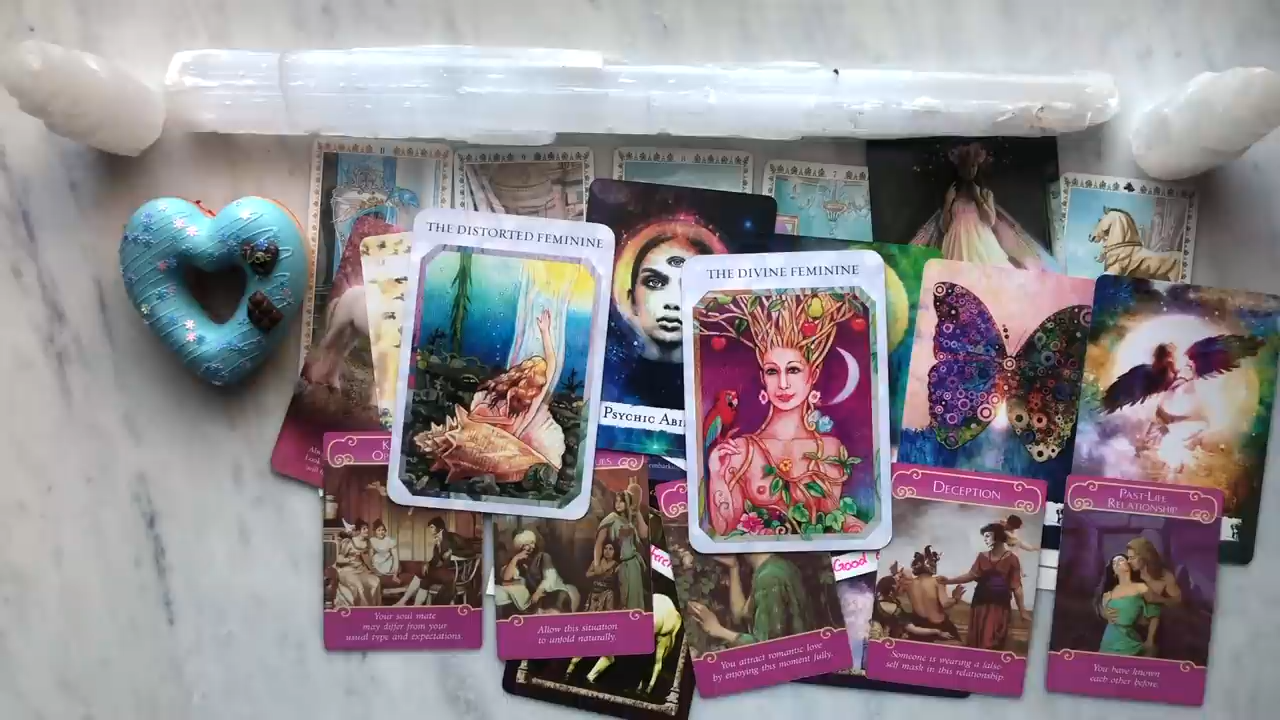 THE DISTORTED FEMININE
THE DIVINE FEMININE
PSYCHIC
DECEPTION
PAST-LIFE
RELATIONSHIP
Good
Your soul mate
may differ from your
usual type and expectations.
Allow this situation
to unfold naturally.
You attract romantic love
by enjoying this moment fully.
Someone is wearing a false-
self mask in this relationship.
You have known
each other before.